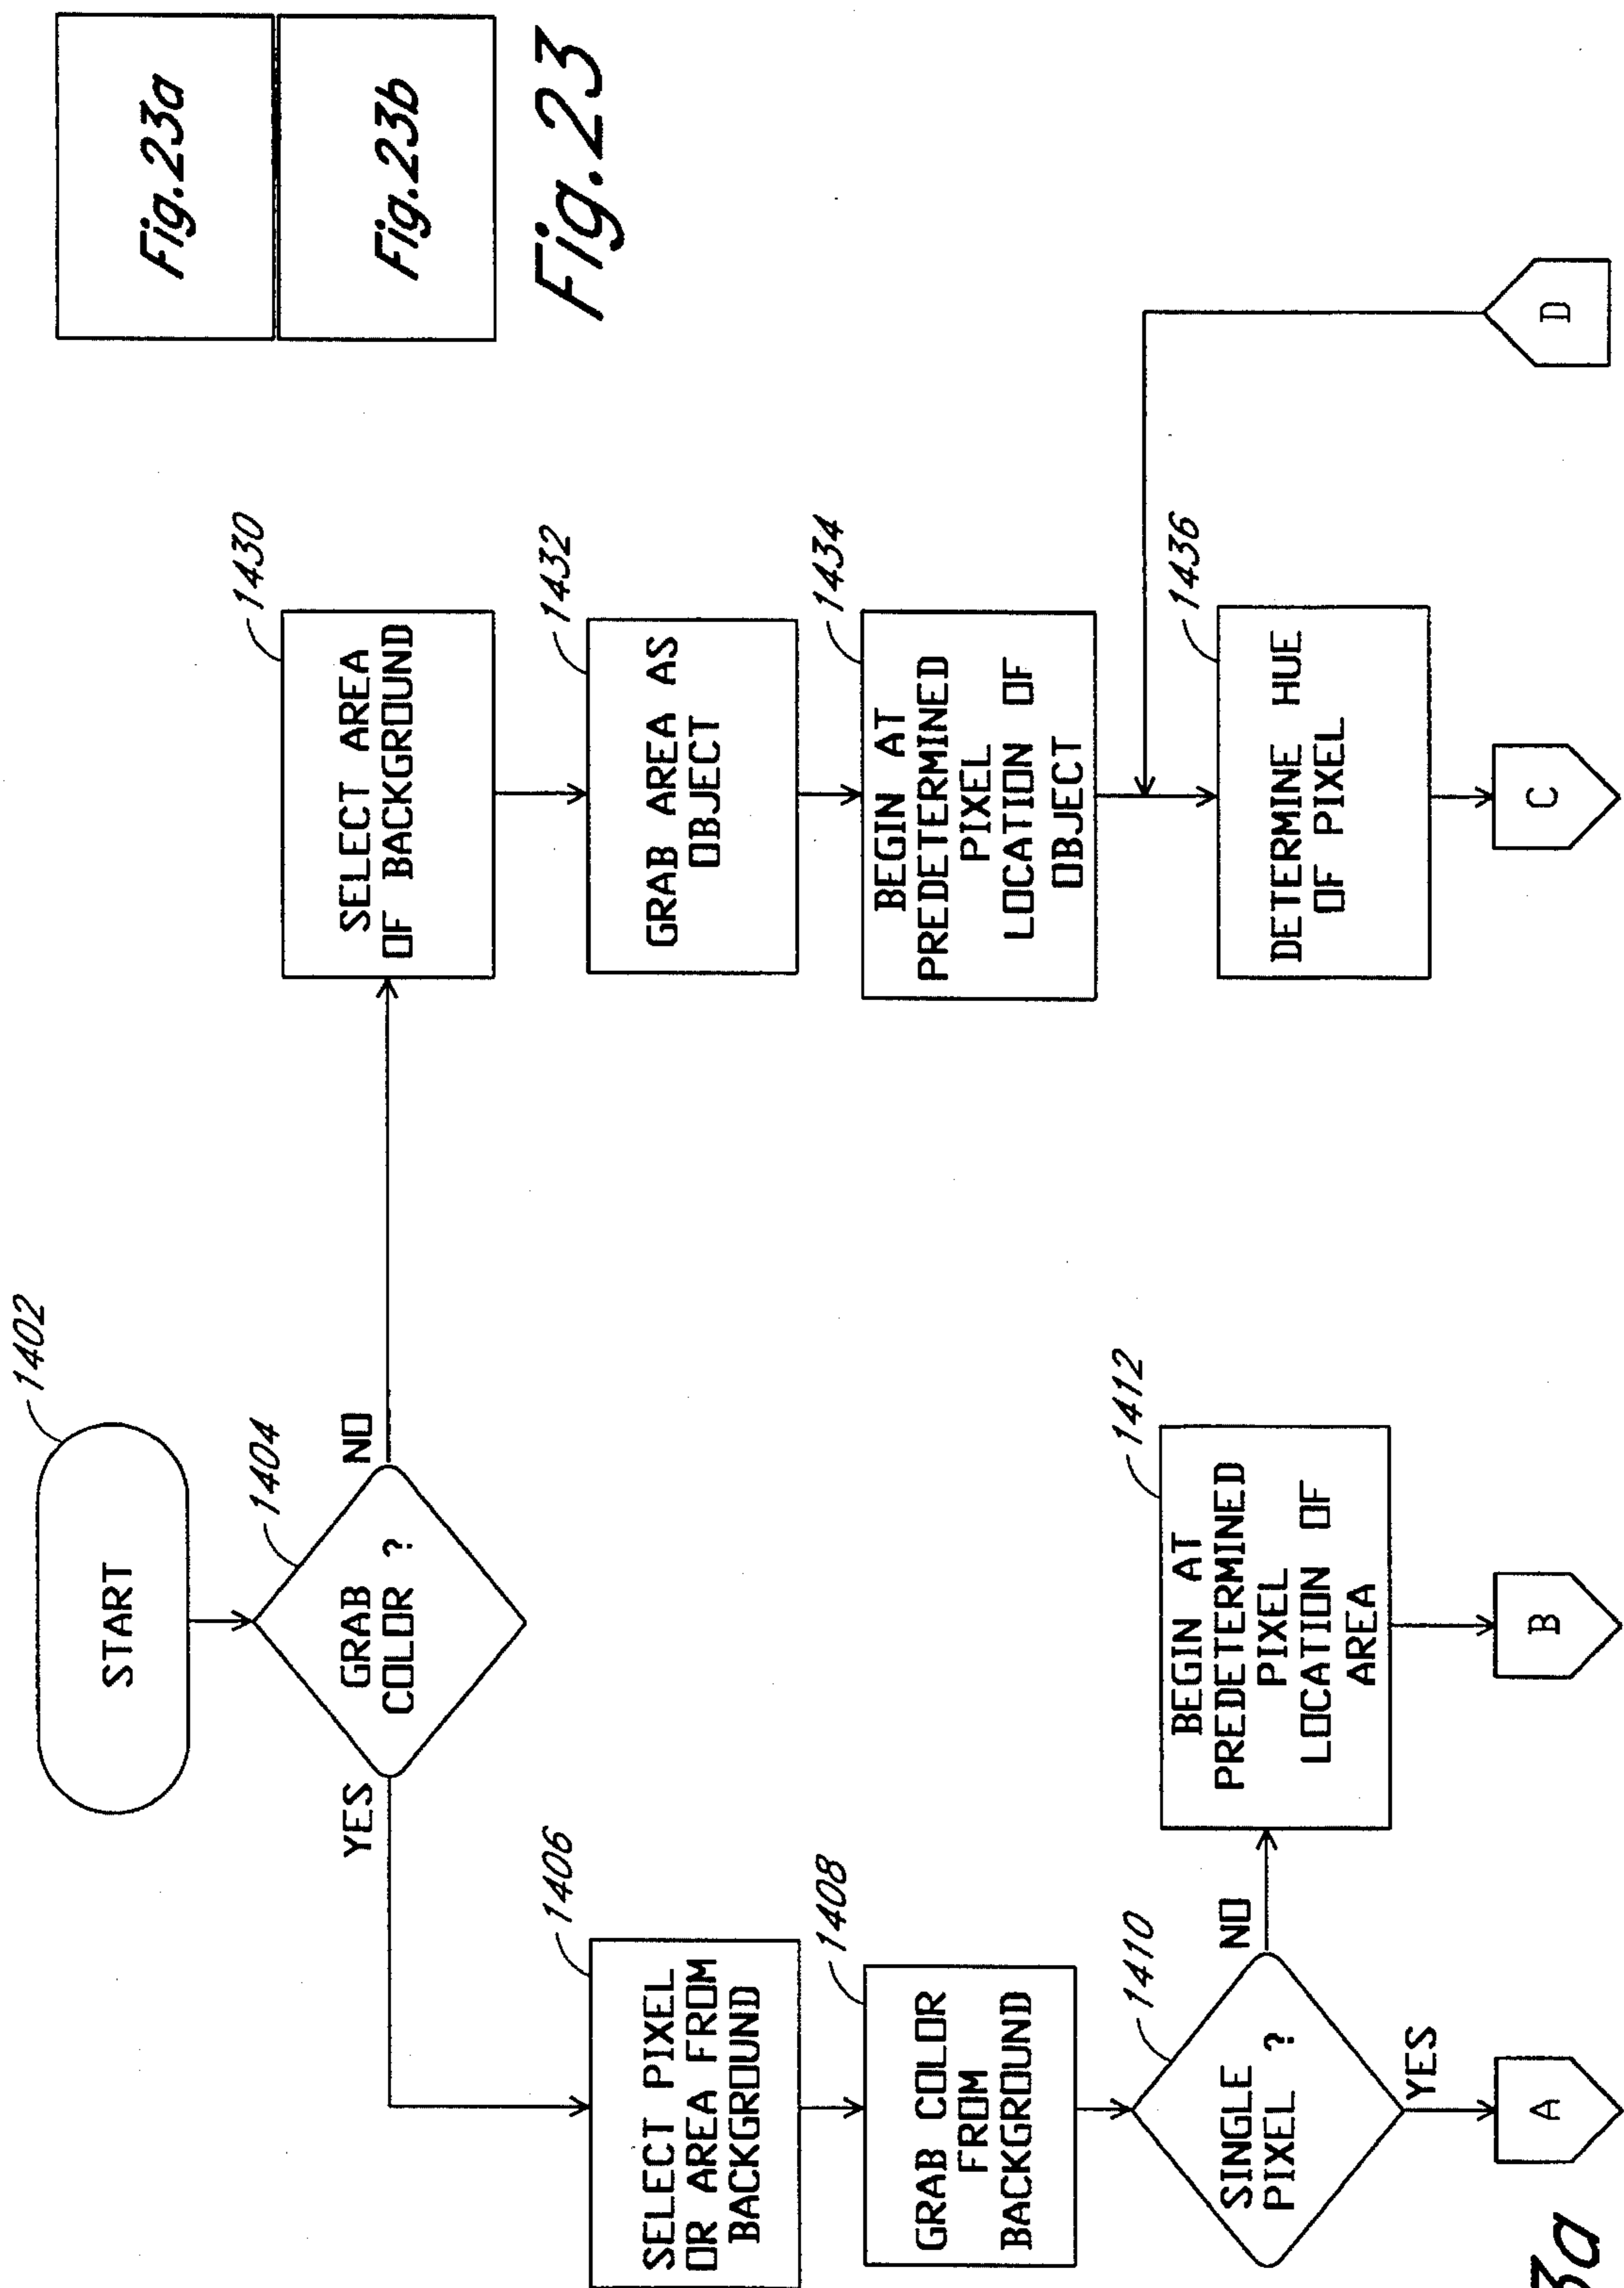 Fig.23a
Fig.23b
Fig.23
1402
START
1404
GRAB
COLOR ?
YES
NO
1406
SELECT PIXEL
OR AREA FROM
BACKGROUND
1408
GRAB COLOR
FROM
BACKGROUND
1410
SINGLE
PIXEL ?
NO
YES
A
1412
BEGIN AT
PREDETERMINED
PIXEL
LOCATION OF
AREA
B
1430
SELECT AREA
OF BACKGROUND
1432
GRAB AREA AS
OBJECT
1434
BEGIN AT
PREDETERMINED
PIXEL
LOCATION OF
OBJECT
1436
DETERMINE HUE
OF PIXEL
C
D
3a